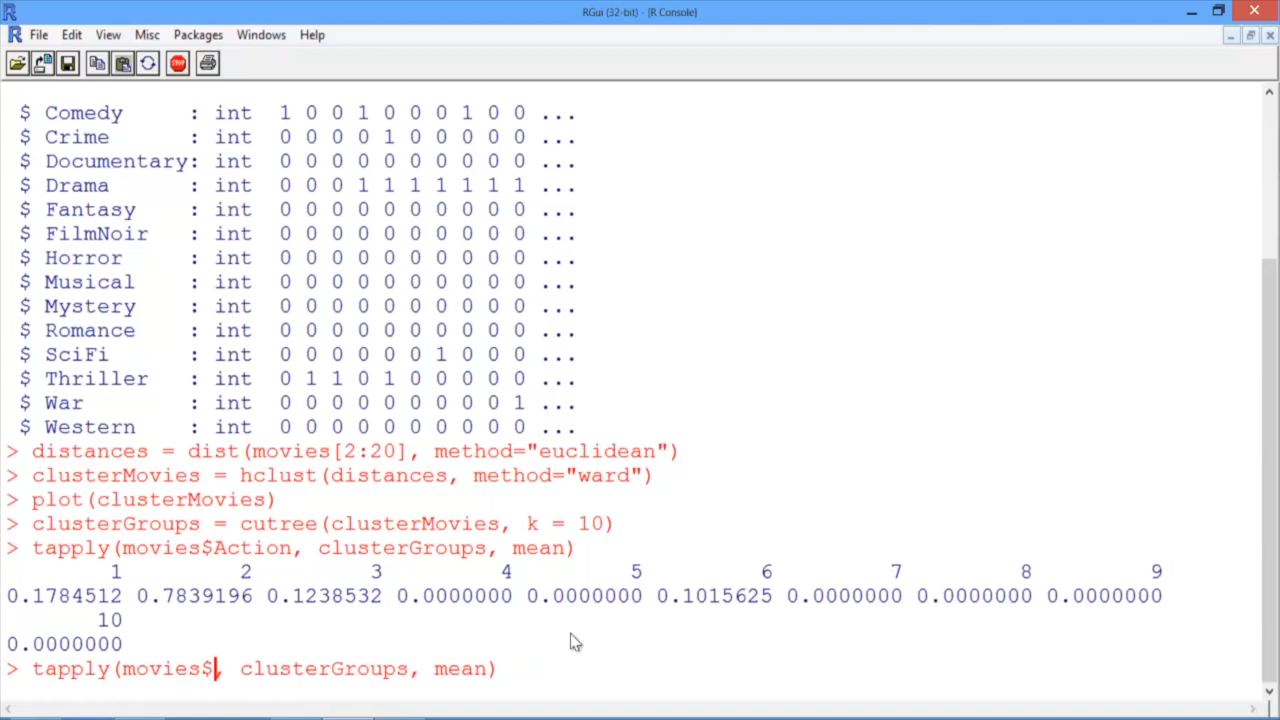 RGui (32-bit) - [R Console]
File Edit View Misc Packages Windows Help
STOP
$ Comedy : int 1 0 0 1 0 0 0 1 0 0 ...
$ Crime : int 0 0 0 0 1 0 0 0 0 0 ...
$ Documentary: int 0 0 0 0 0 0 0 0 0 0 ...
$ Drama : int 0 0 0 1 1 1 1 1 1 1 ...
$ Fantasy : int 0 0 0 0 0 0 0 0 0 0 ...
$ FilmNoir : int 0 0 0 0 0 0 0 0 0 0 ...
$ Horror : int 0 0 0 0 0 0 0 0 0 0 ...
$ Musical : int 0 0 0 0 0 0 0 0 0 0 ...
$ Mystery : int 0 0 0 0 0 0 0 0 0 0 ...
$ Romance : int 0 0 0 0 0 0 0 0 0 0 ...
$ SciFi : int 0 0 0 0 0 0 1 0 0 0 ...
$ Thriller : int 0 1 1 0 1 0 0 0 0 0 ...
$ War : int 0 0 0 0 0 0 0 0 0 1 ...
$ Western : int 0 0 0 0 0 0 0 0 0 0 ...
> distances = dist(movies[2:20], method="euclidean")
> clusterMovies = hclust(distances, method="ward")
> plot(clusterMovies)
> clusterGroups = cutree(clusterMovies, k = 10)
> tapply(movies$Action, clusterGroups, mean)
1 2 3 4 5 6 7 8 9
0.1784512 0.7839196 0.1238532 0.0000000 0.0000000 0.1015625 0.0000000 0.0000000 0.0000000
10
0.0000000
> tapply(movies$, clusterGroups, mean)